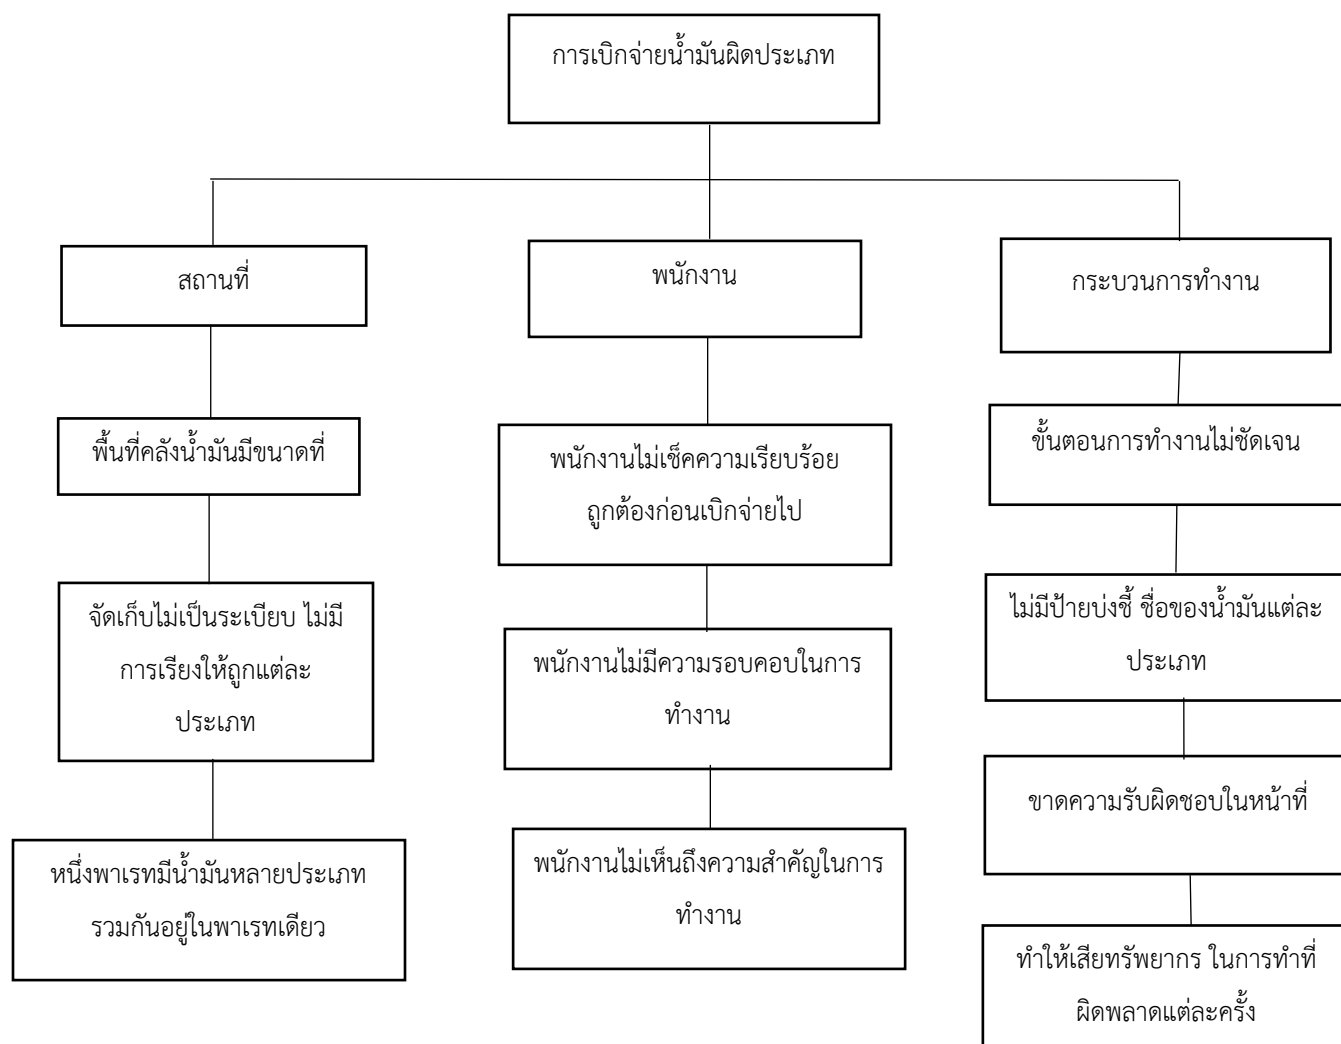 การเบิกจ่ายน้ำมันผิดประเภท
สถานที่
พนักงาน
กระบวนการทำงาน
พื้นที่คลังน้ำมันมีขนาดที่
พนักงานไม่เช็คความเรียบร้อย
ถูกต้องก่อนเบิกจ่ายไป
ขั้นตอนการทำงานไม่ชัดเจน
จัดเก็บไม่เป็นระเบียบ ไม่มี
การเรียงให้ถูกแต่ละ
ประเภท
พนักงานไม่มีความรอบคอบในการ
ทำงาน
ไม่มีป้ายบ่งชี้ ชื่อของน้ำมันแต่ละ
ประเภท
หนึ่งพาเรทมีน้ำมันหลายประเภท
รวมกันอยู่ในพาเรทเดียว
พนักงานไม่เห็นถึงความสำคัญในการ
ทำงาน
ขาดความรับผิดชอบในหน้าที่
ทำให้เสียทรัพยากร ในการทำที่
ผิดพลาดแต่ละครั้ง